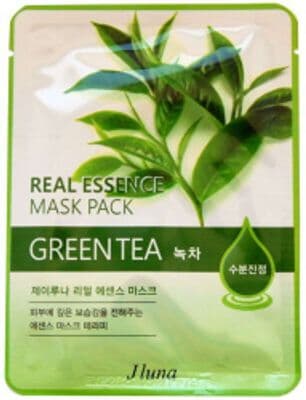 REAL ESSENCE
MASK PACK
GREEN TEA 녹차
수분진정
제이루나 리얼 에센스 마스크
피부에 깊은 보습감을 전해주는
에센스 마스크 테라피
Jluna